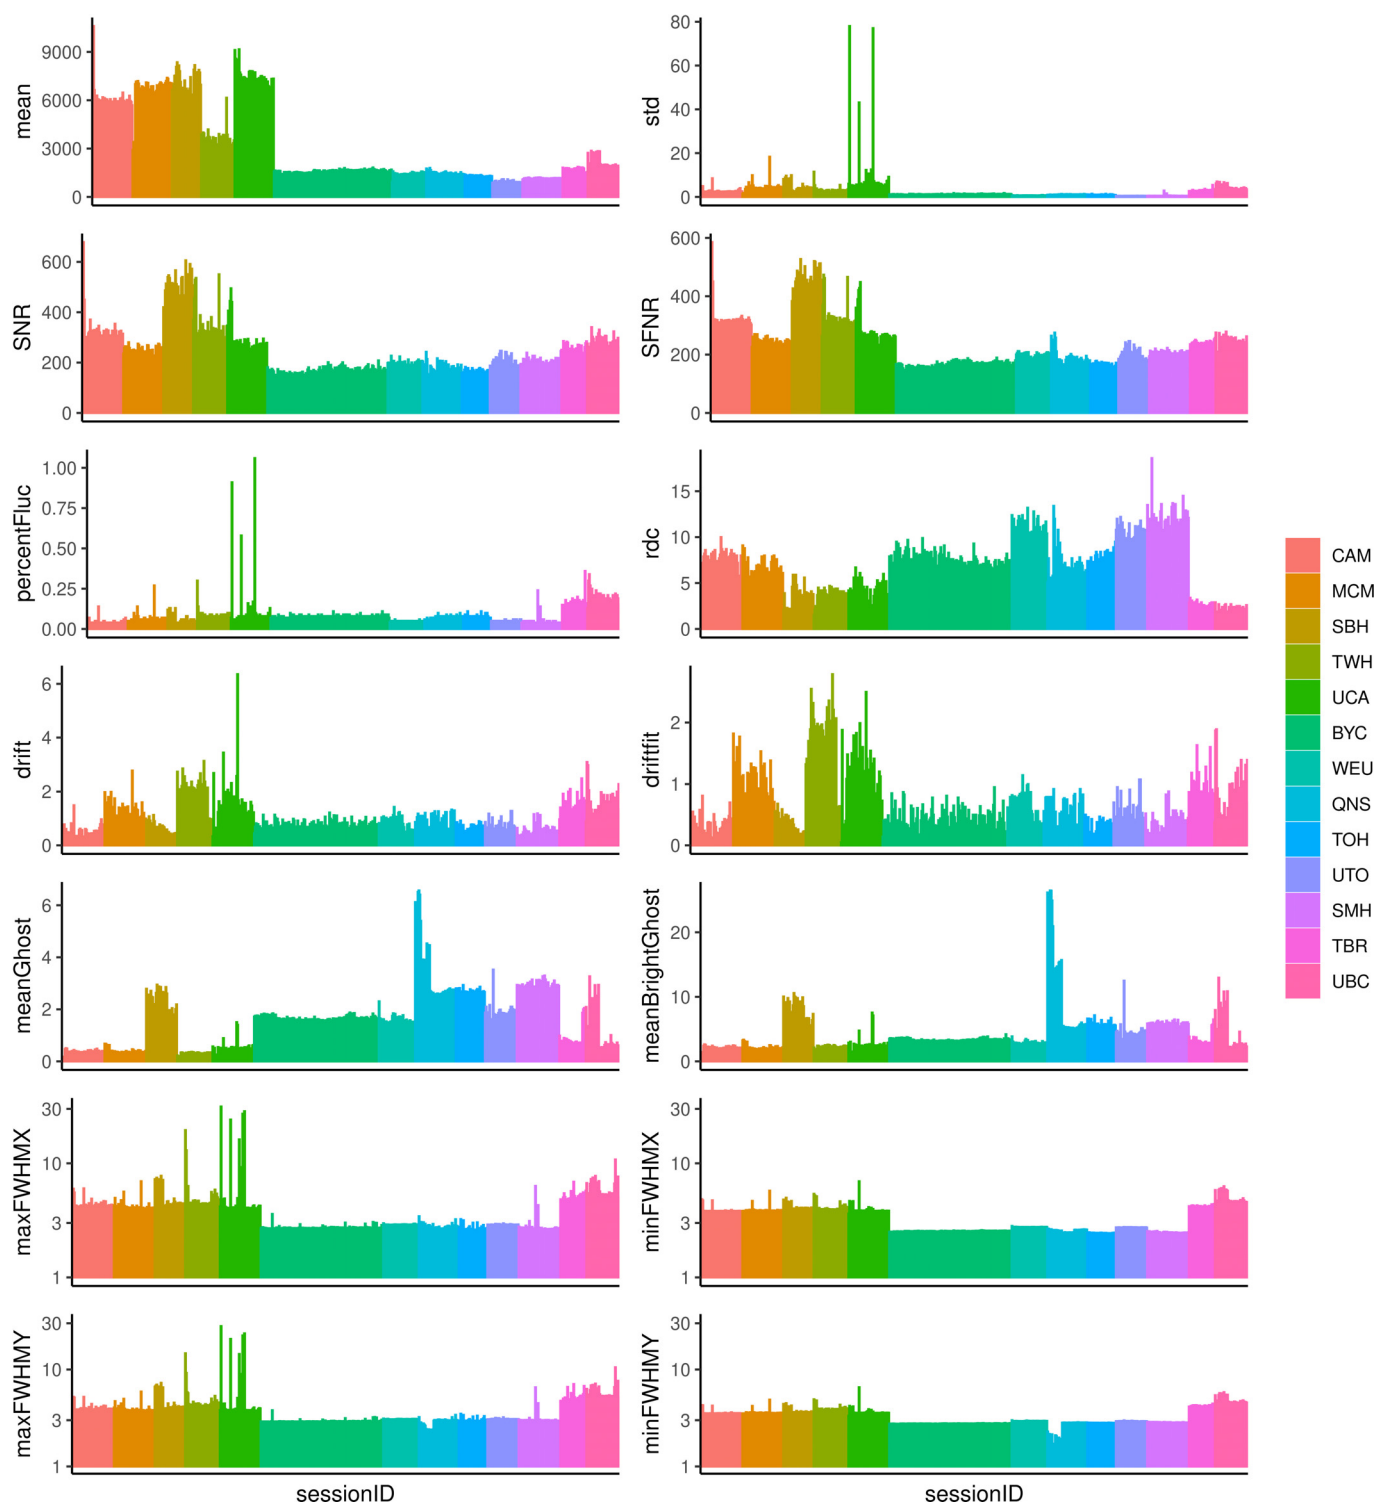 mean
9000
6000
3000
0
std
80
60
40
20
0
SNR
600
400
200
0
SFNR
600
400
200
0
percentFluc
1.00
0.75
0.50
0.25
0.00
rdc
15
10
5
0
drift
6
4
2
0
driftfit
2
1
0
meanGhost
6
4
2
0
meanBrightGhost
20
10
0
maxFWHMX
30
10
3
1
minFWHMX
30
10
3
1
maxFWHMY
30
10
3
1
minFWHMY
30
10
3
1
sessionID
sessionID
CAM
MCM
SBH
TWH
UCA
BYC
WEU
QNS
TOH
UTO
SMH
TBR
UBC